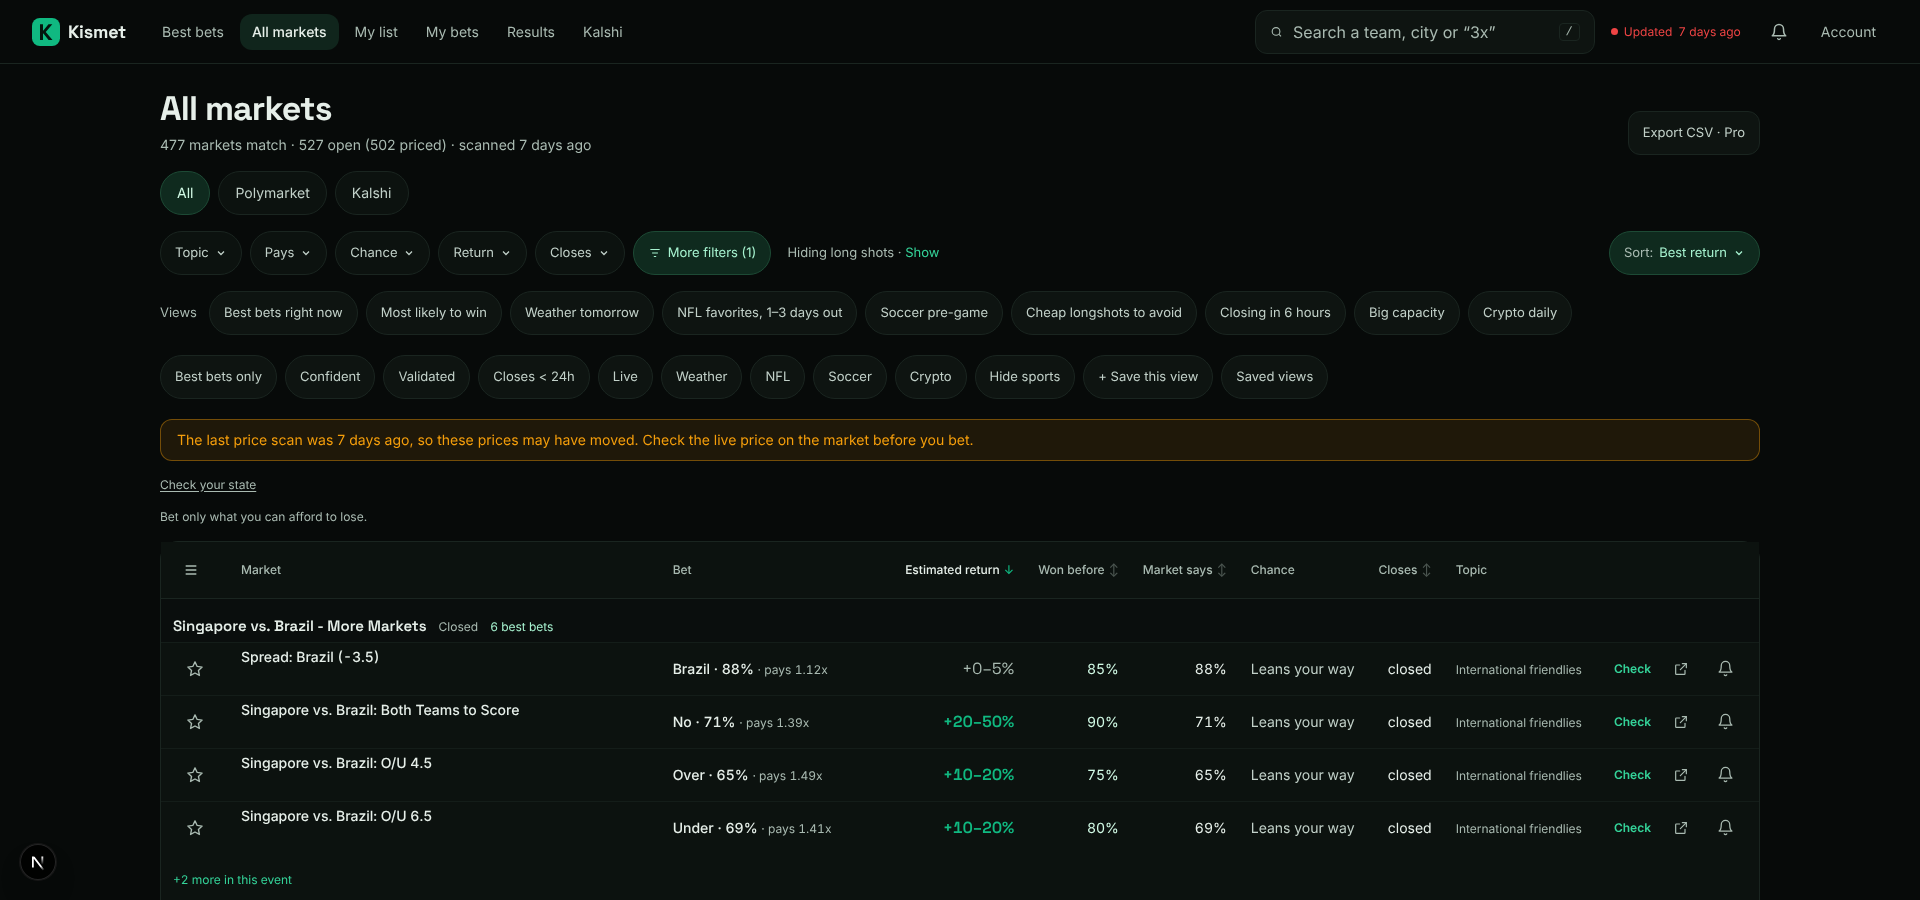 K Kismet Best bets All markets My list My bets Results Kalshi Search a team, city or “3x” / Updated 7 days ago Account
All markets
477 markets match · 527 open (502 priced) · scanned 7 days ago
Export CSV · Pro
All Polymarket Kalshi
Topic Pays Chance Return Closes More filters (1) Hiding long shots · Show Sort: Best return
Views Best bets right now Most likely to win Weather tomorrow NFL favorites, 1–3 days out Soccer pre-game Cheap longshots to avoid Closing in 6 hours Big capacity Crypto daily
Best bets only Confident Validated Closes < 24h Live Weather NFL Soccer Crypto Hide sports + Save this view Saved views
The last price scan was 7 days ago, so these prices may have moved. Check the live price on the market before you bet.
Check your state
Bet only what you can afford to lose.
Market Bet Estimated return ↓ Won before Market says Chance Closes Topic
Singapore vs. Brazil - More Markets Closed 6 best bets
Spread: Brazil (-3.5) Brazil · 88% · pays 1.12x +0–5% 85% 88% Leans your way closed International friendlies Check
Singapore vs. Brazil: Both Teams to Score No · 71% · pays 1.39x +20–50% 90% 71% Leans your way closed International friendlies Check
Singapore vs. Brazil: O/U 4.5 Over · 65% · pays 1.49x +10–20% 75% 65% Leans your way closed International friendlies Check
Singapore vs. Brazil: O/U 6.5 Under · 69% · pays 1.41x +10–20% 80% 69% Leans your way closed International friendlies Check
N
+2 more in this event